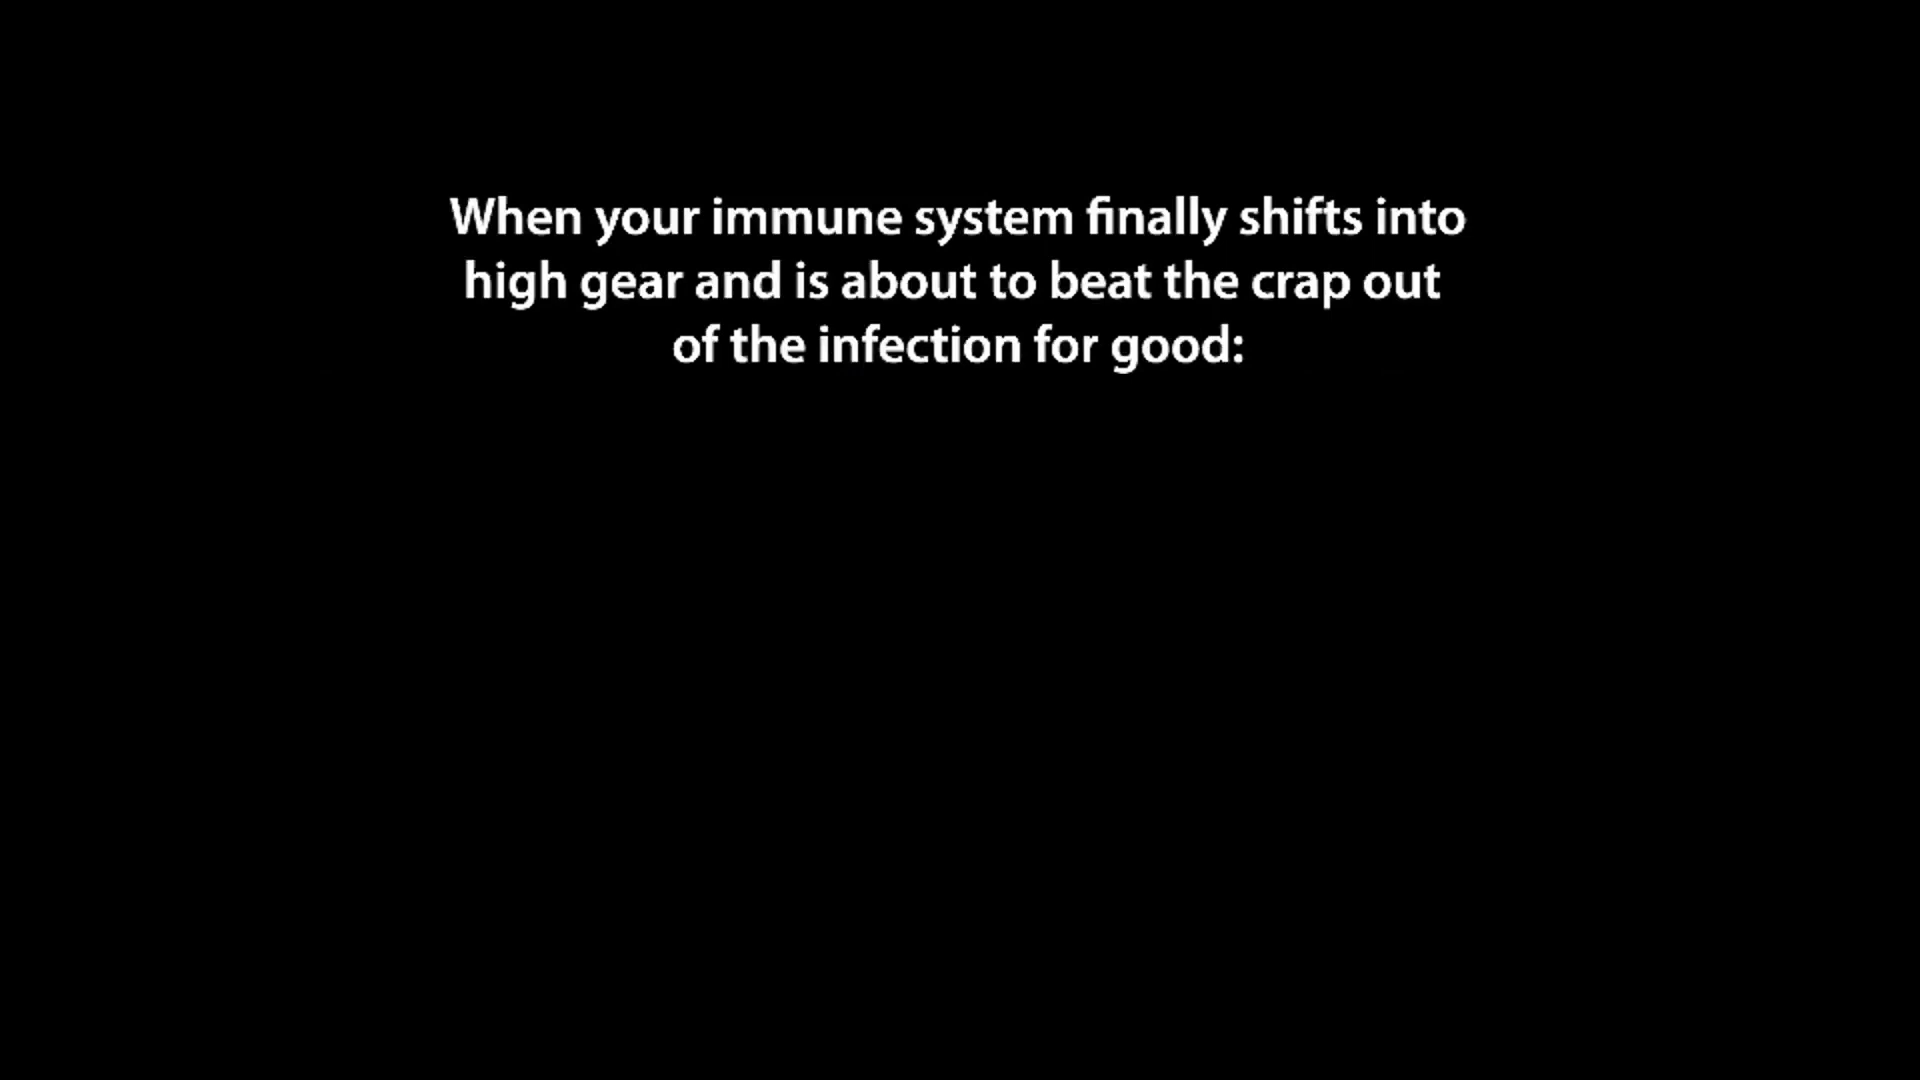 When your immune system finally shifts into
high gear and is about to beat the crap out
of the infection for good: